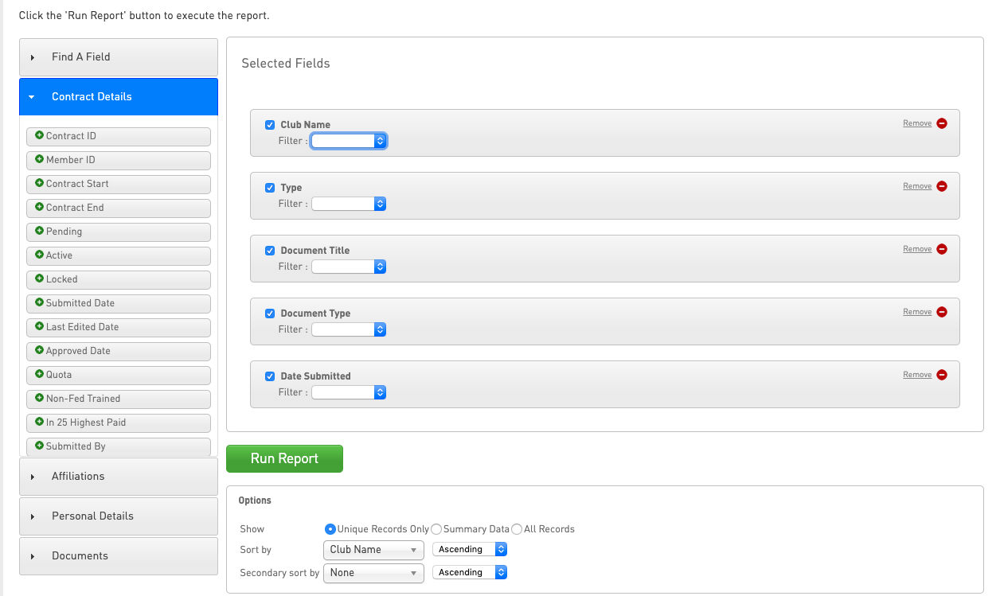 Click the 'Run Report' button to execute the report.
Find A Field
Contract Details
Contract ID
Member ID
Contract Start
Contract End
Pending
Active
Locked
Submitted Date
Last Edited Date
Approved Date
Quota
Non-Fed Trained
In 25 Highest Paid
Submitted By
Affiliations
Personal Details
Documents
Selected Fields
Club Name Remove
Filter :
Type Remove
Filter :
Document Title Remove
Filter :
Document Type Remove
Filter :
Date Submitted Remove
Filter :
Run Report
Options
Show Unique Records Only Summary Data All Records
Sort by Club Name Ascending
Secondary sort by None Ascending